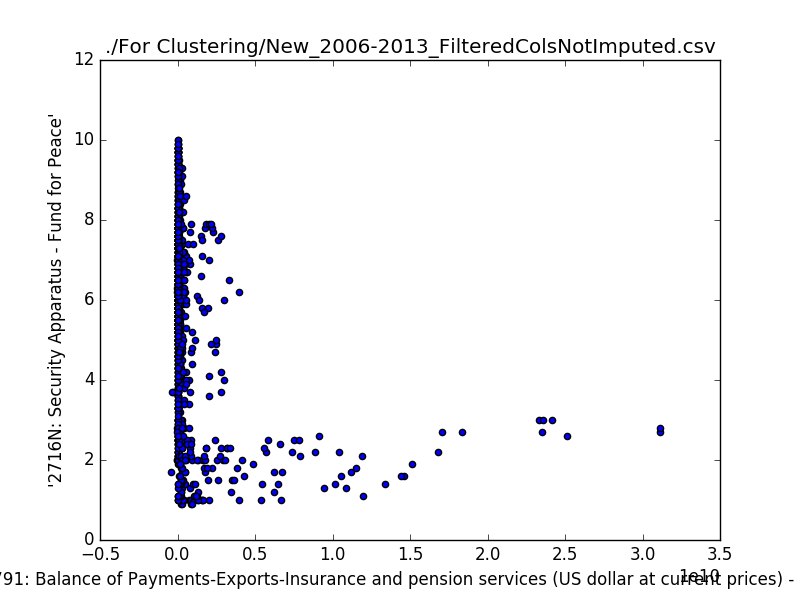 ./For Clustering/New_2006-2013_FilteredColsNotImputed.csv
12
10
8
6
4
2
0
'2716N: Security Apparatus - Fund for Peace'
−0.5 0.0 0.5 1.0 1.5 2.0 2.5 3.0 3.5
1e10
791: Balance of Payments-Exports-Insurance and pension services (US dollar at current prices) -